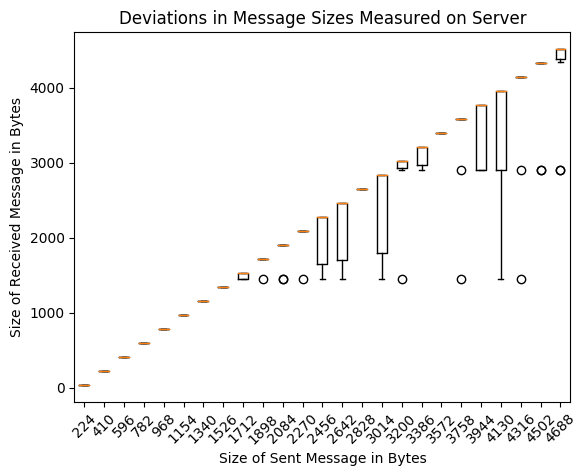 Deviations in Message Sizes Measured on Server
Size of Received Message in Bytes
4000
3000
2000
1000
0
224 410 596 782 968 1154 1340 1526 1712 1898 2084 2270 2456 2642 2828 3014 3200 3386 3572 3758 3944 4130 4316 4502 4688
Size of Sent Message in Bytes